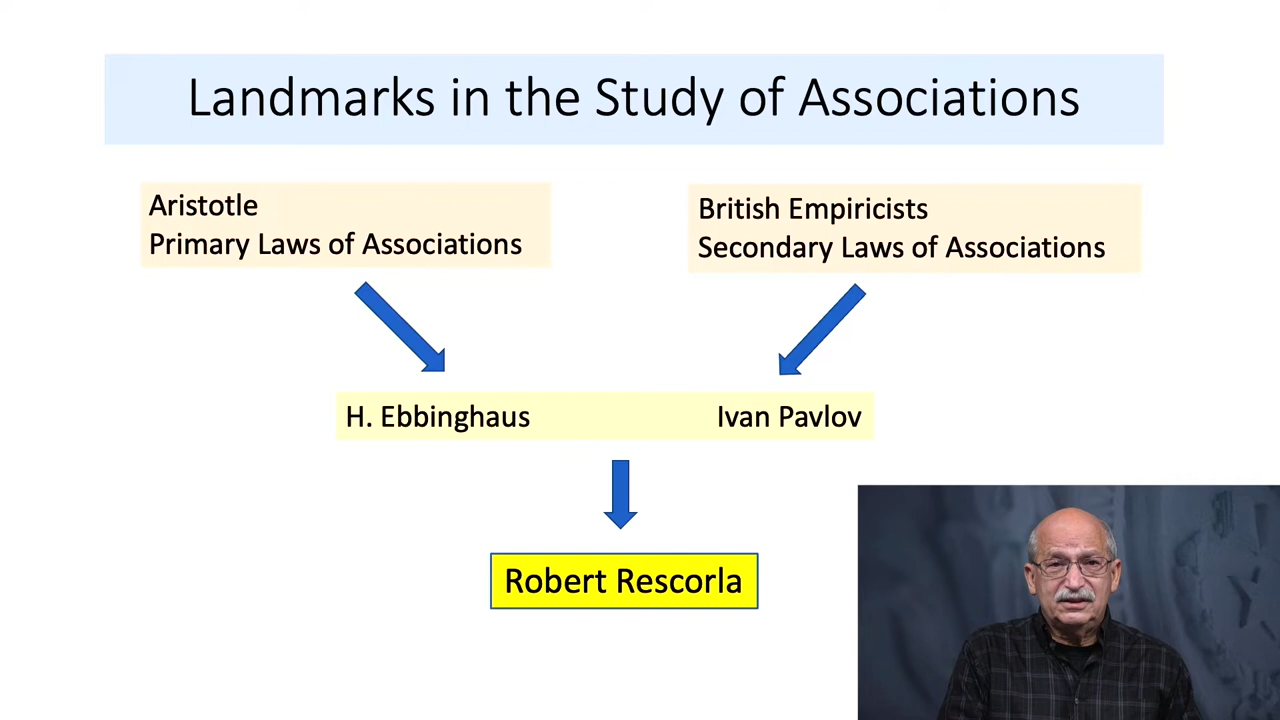 Landmarks in the Study of Associations
Aristotle
Primary Laws of Associations
British Empiricists
Secondary Laws of Associations
H. Ebbinghaus
Ivan Pavlov
Robert Rescorla